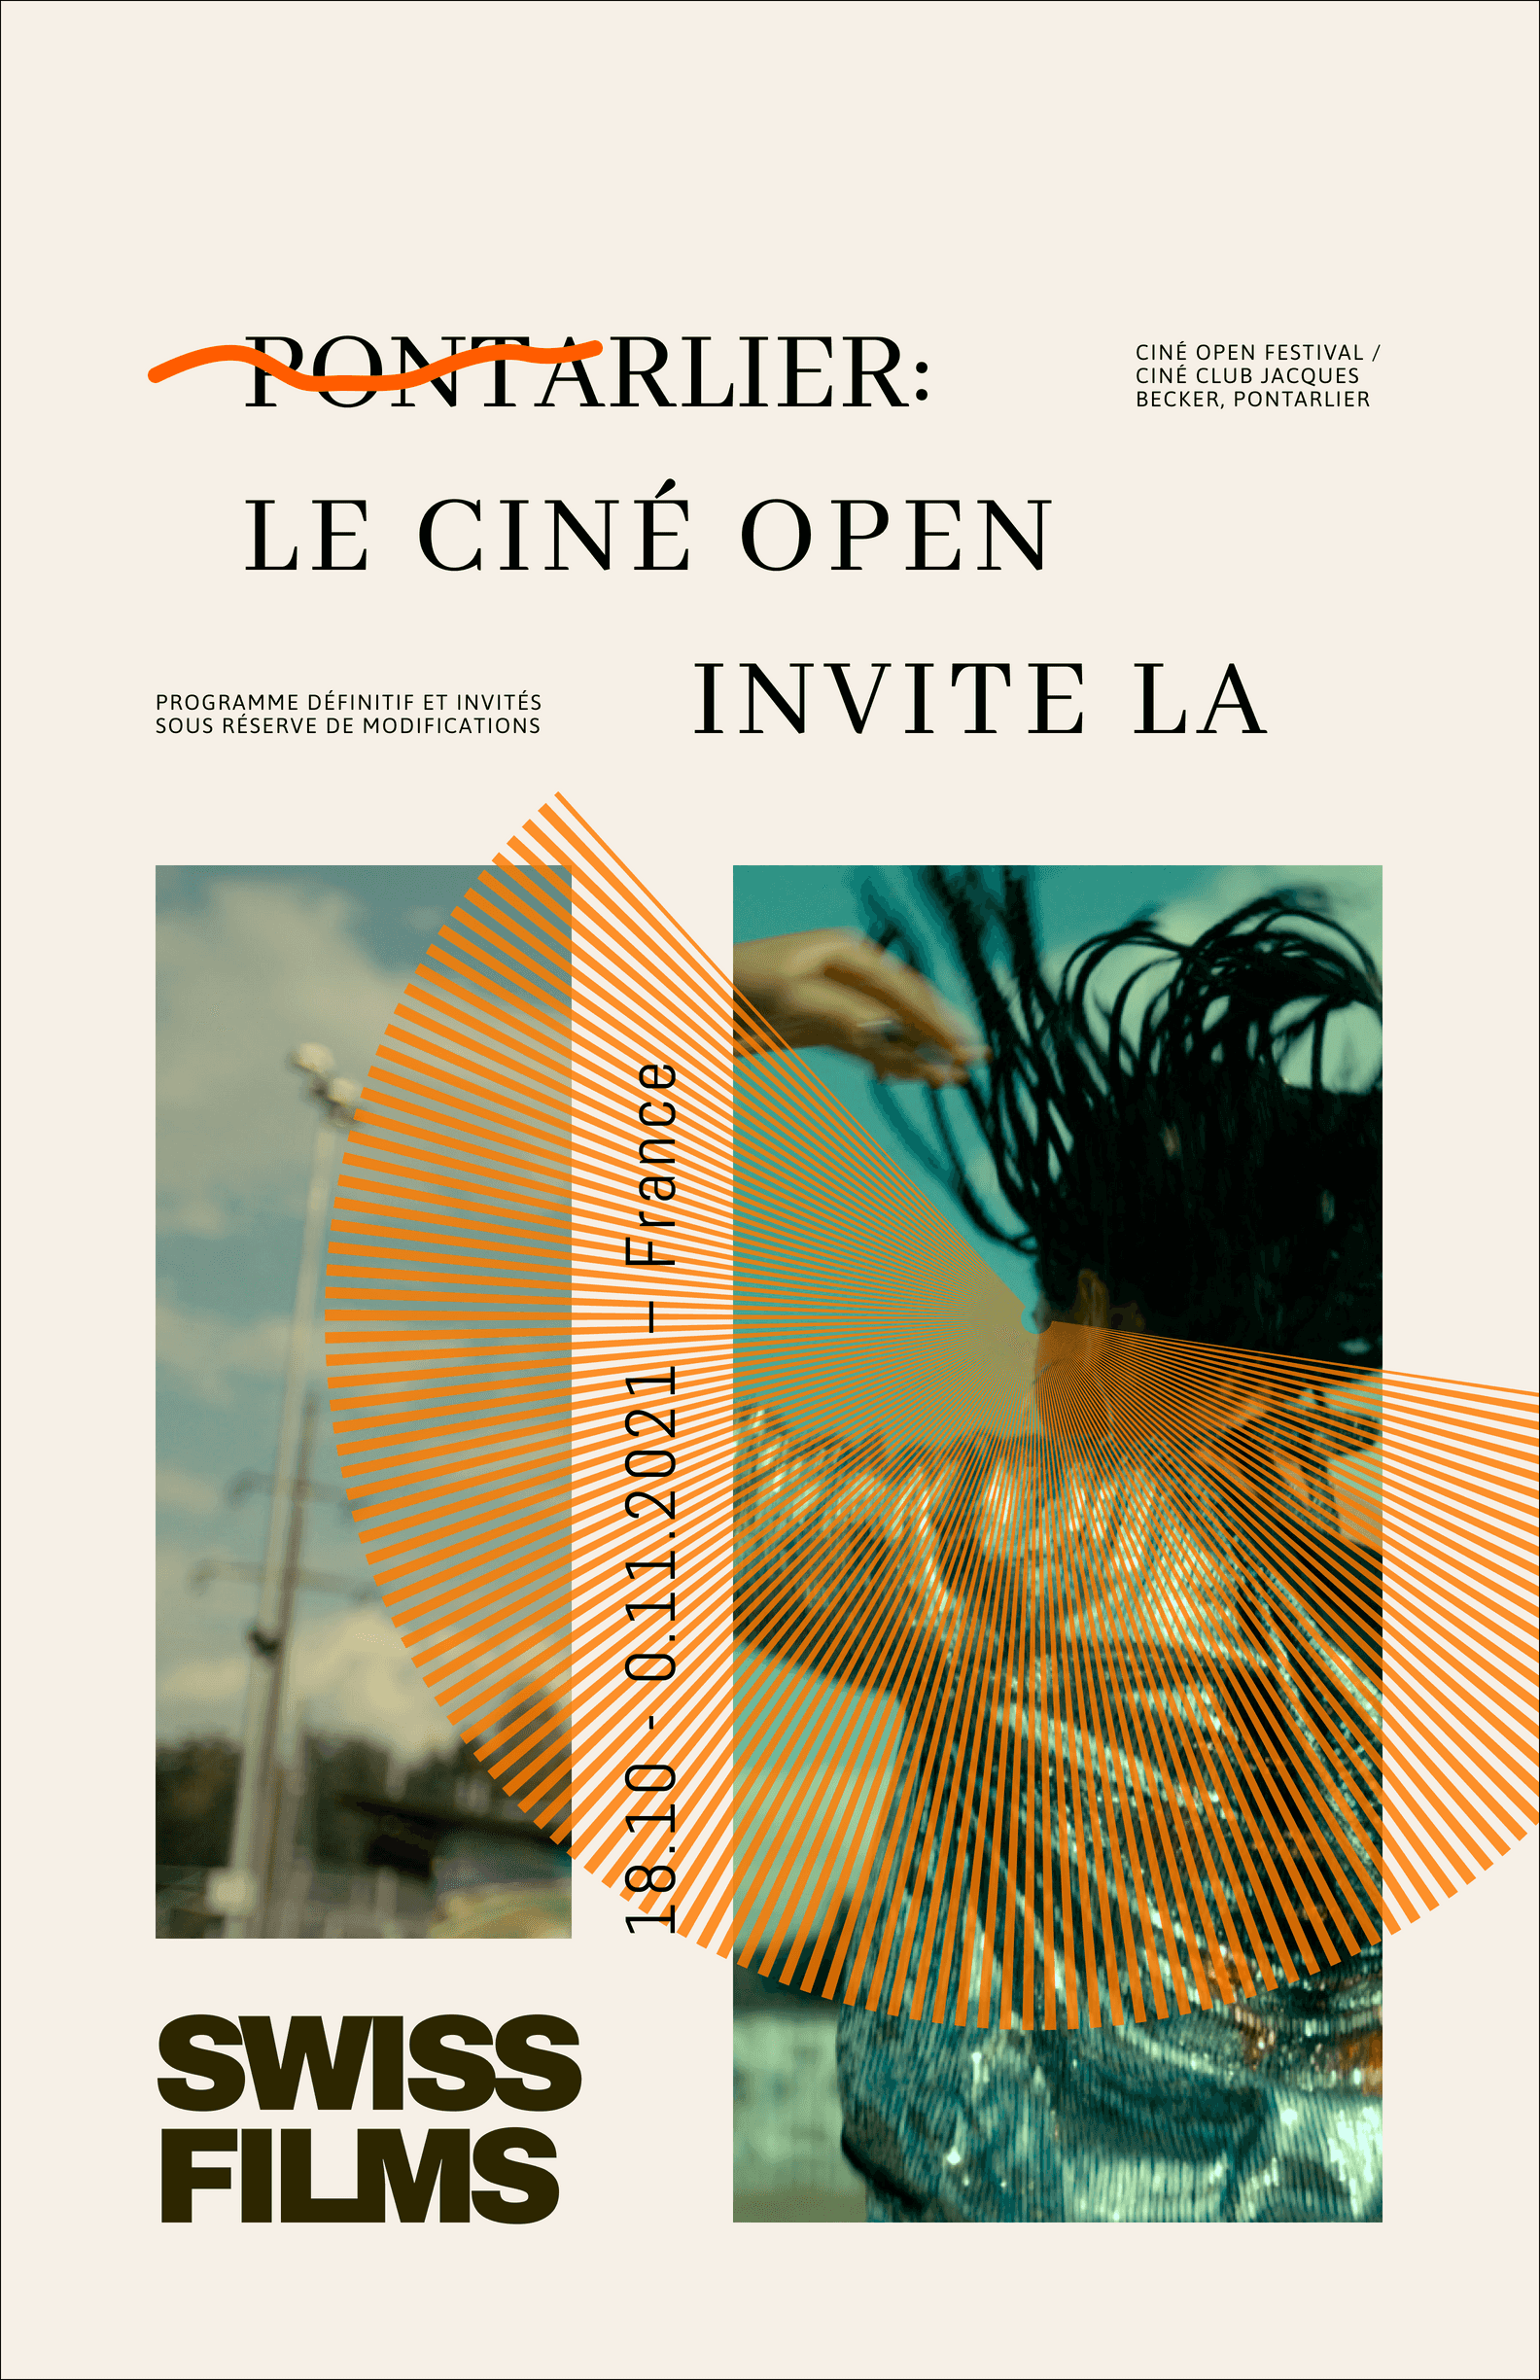 PONTARLIER:
CINÉ OPEN FESTIVAL /
CINÉ CLUB JACQUES
BECKER, PONTARLIER
LE CINÉ OPEN
INVITE LA
PROGRAMME DÉFINITIF ET INVITÉS
SOUS RÉSERVE DE MODIFICATIONS
18.10 - 0.11.2021 – France
SWISS
FILMS